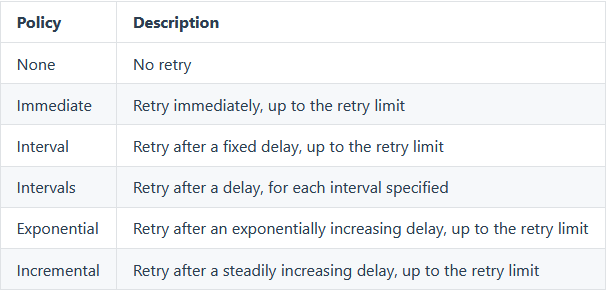 Policy Description
None No retry
Immediate Retry immediately, up to the retry limit
Interval Retry after a fixed delay, up to the retry limit
Intervals Retry after a delay, for each interval specified
Exponential Retry after an exponentially increasing delay, up to the retry limit
Incremental Retry after a steadily increasing delay, up to the retry limit